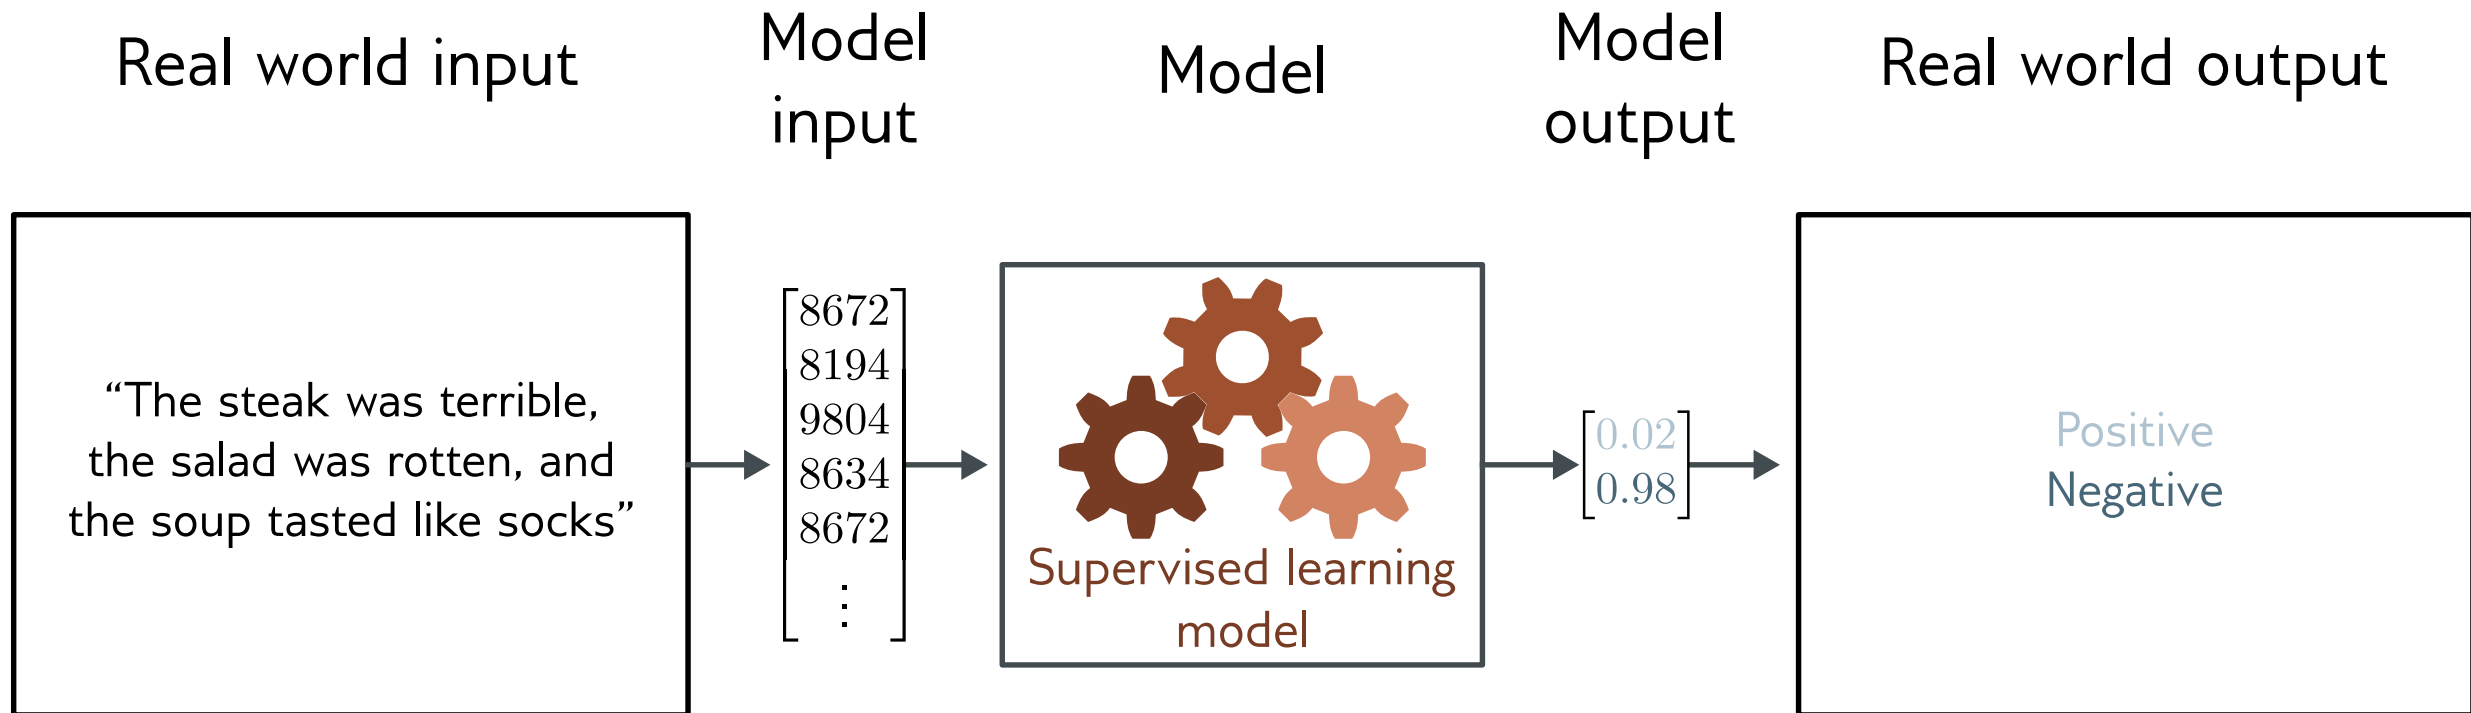 Real world input
Model
input
Model
Model
output
Real world output
“The steak was terrible,
the salad was rotten, and
the soup tasted like socks”
8672
8194
9804
8634
8672
⋮
Supervised learning
model
0.02
0.98
Positive
Negative